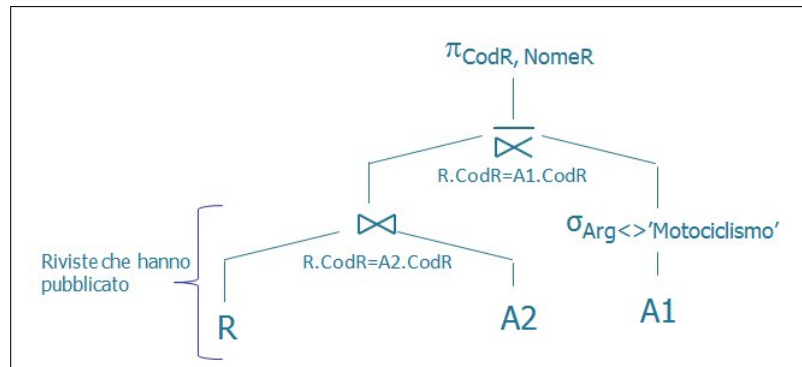 πCodR, NomeR
R.CodR=A1.CodR
σArg<>'Motociclismo'
Riviste che hanno
pubblicato
R.CodR=A2.CodR
R
A2
A1